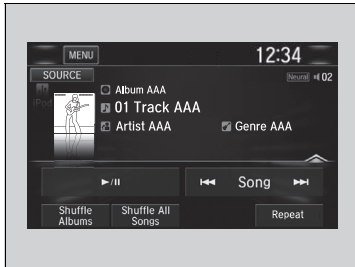 MENU 12:34
SOURCE
Neural 02
iPod
Album AAA
01 Track AAA
Artist AAA Genre AAA
Song
Shuffle Albums
Shuffle All Songs
Repeat